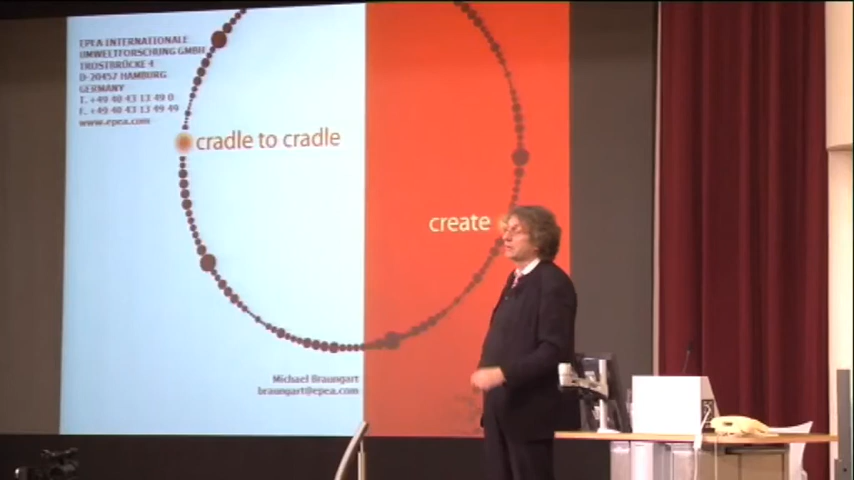 EPEA INTERNATIONALE
UMWELTFORSCHUNG GMBH
TROSTBRÜCKE 4
D-20457 HAMBURG
GERMANY
T. +49 40 43 13 49 0
F. +49 40 43 13 49 49
www.epea.com
cradle to cradle
create
Michael Braungart
braungart@epea.com